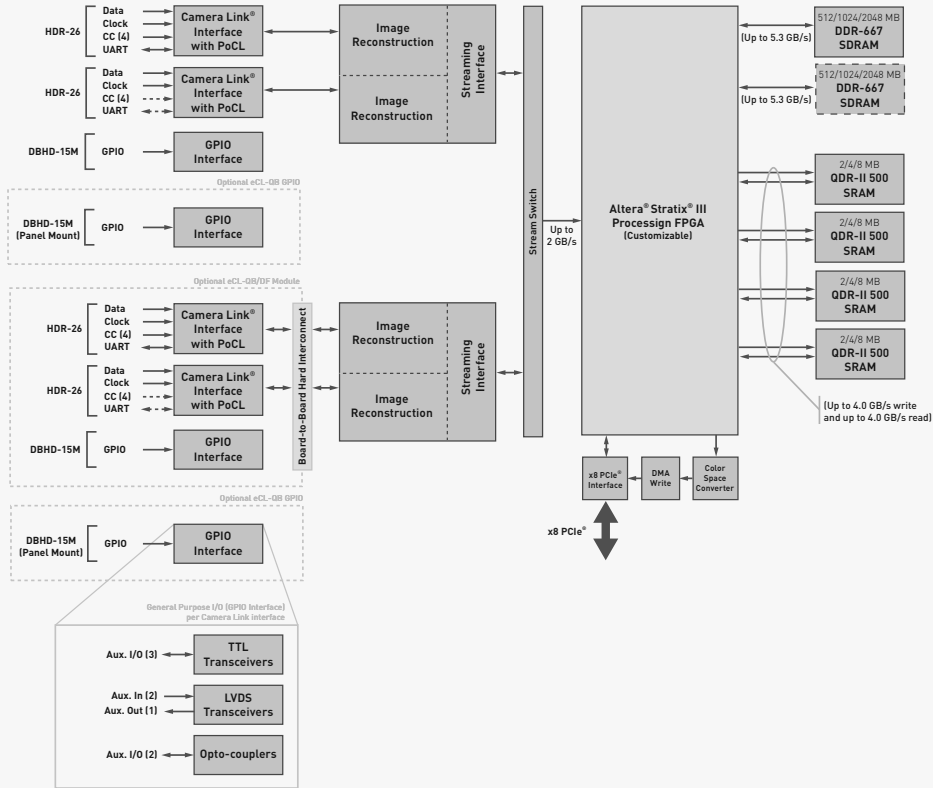 HDR-26
Data
Clock
CC (4)
UART
Camera Link®
Interface
with PoCL
HDR-26
Data
Clock
CC (4)
UART
Camera Link®
Interface
with PoCL
DBHD-15M
GPIO
GPIO
Interface
Optional eCL-QB GPIO
DBHD-15M
(Panel Mount)
GPIO
GPIO
Interface
Image
Reconstruction
Image
Reconstruction
Streaming
Interface
Optional eCL-QB/DF Module
HDR-26
Data
Clock
CC (4)
UART
Camera Link®
Interface
with PoCL
HDR-26
Data
Clock
CC (4)
UART
Camera Link®
Interface
with PoCL
DBHD-15M
GPIO
GPIO
Interface
Board-to-Board Hard Interconnect
Image
Reconstruction
Image
Reconstruction
Streaming
Interface
Optional eCL-QB GPIO
DBHD-15M
(Panel Mount)
GPIO
GPIO
Interface
General Purpose I/O (GPIO Interface)
per Camera Link interface
Aux. I/O (3)
TTL
Transceivers
Aux. In (2)
Aux. Out (1)
LVDS
Transceivers
Aux. I/O (2)
Opto-couplers
Stream Switch
Up to
2 GB/s
Altera® Stratix® III
Processign FPGA
(Customizable)
(Up to 5.3 GB/s)
512/1024/2048 MB
DDR-667
SDRAM
(Up to 5.3 GB/s)
512/1024/2048 MB
DDR-667
SDRAM
2/4/8 MB
QDR-II 500
SRAM
2/4/8 MB
QDR-II 500
SRAM
2/4/8 MB
QDR-II 500
SRAM
2/4/8 MB
QDR-II 500
SRAM
(Up to 4.0 GB/s write
and up to 4.0 GB/s read)
x8 PCIe®
Interface
DMA
Write
Color
Space
Converter
x8 PCIe®